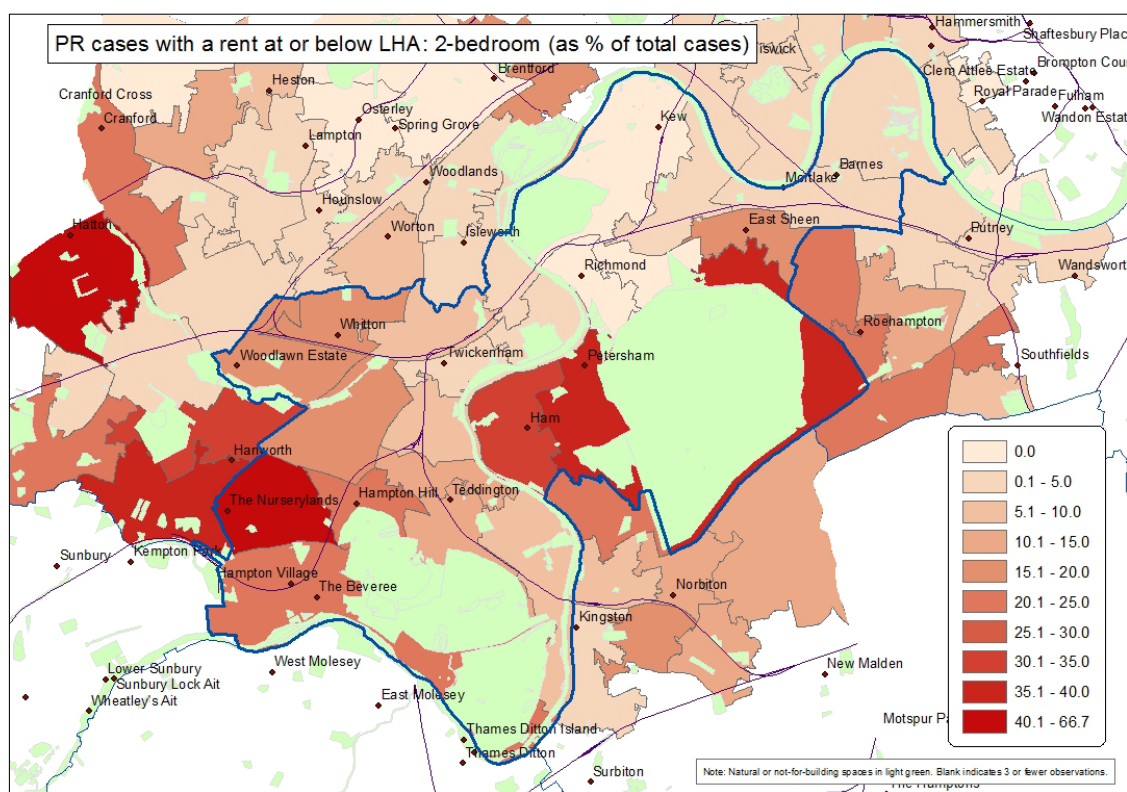 PR cases with a rent at or below LHA: 2-bedroom (as % of total cases)
Hammersmith
Shaftesbury Plac
Brentford
Heston
Clem Attlee Estate
Brompton Cour
Cranford Cross
Royal Parade
Fulham
Osterley
Cranford
Spring Grove
Kew
Wandon Estate
Lampton
Woodlands
Barnes
Mortlake
Hounslow
Hatton
Worton
Isleworth
East Sheen
Putney
Richmond
Wandswort
Whitton
Roehampton
Woodlawn Estate
Twickenham
Petersham
Southfields
Ham
Hanworth
The Nurserylands
Hampton Hill
Teddington
Sunbury
Kempton Park
Hampton Village
The Beveree
Norbiton
Kingston
Lower Sunbury
Sunbury Lock Ait
Wheatley's Ait
West Molesey
East Molesey
New Malden
Motspur Pa
Thames Ditton Island
Thames Ditton
Surbiton
The Hamptons
0.0
0.1 - 5.0
5.1 - 10.0
10.1 - 15.0
15.1 - 20.0
20.1 - 25.0
25.1 - 30.0
30.1 - 35.0
35.1 - 40.0
40.1 - 66.7
Note: Natural or not-for-building spaces in light green. Blank indicates 3 or fewer observations.